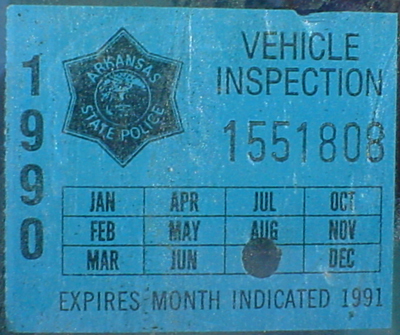 1990
ARKANSAS
STATE POLICE
VEHICLE
INSPECTION
1551808
JAN APR JUL OCT
FEB MAY AUG NOV
MAR JUN DEC
EXPIRES MONTH INDICATED 1991